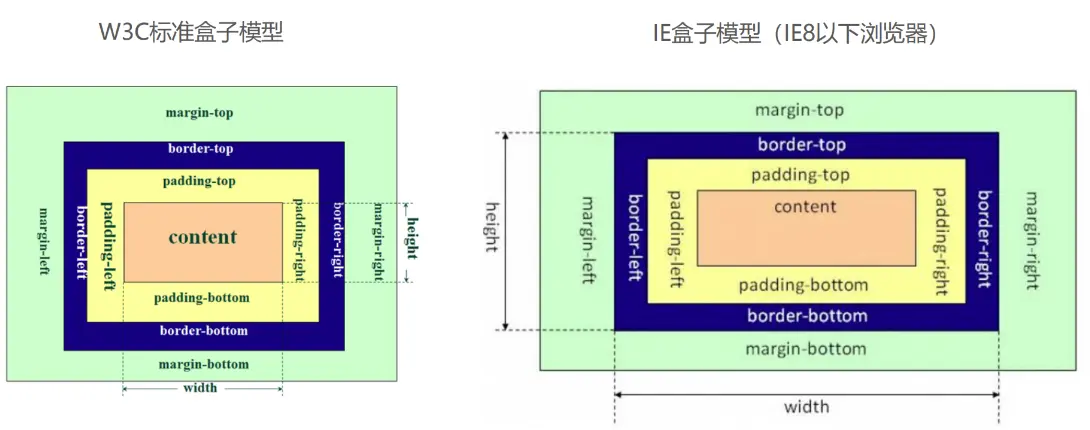 W3C标准盒子模型
margin-top
border-top
padding-top
margin-left
border-left
padding-left
content
padding-right
border-right
margin-right
height
padding-bottom
border-bottom
margin-bottom
width
IE盒子模型（IE8以下浏览器）
margin-top
border-top
padding-top
height
margin-left
border-left
padding-left
content
padding-right
border-right
margin-right
padding-bottom
border-bottom
margin-bottom
width